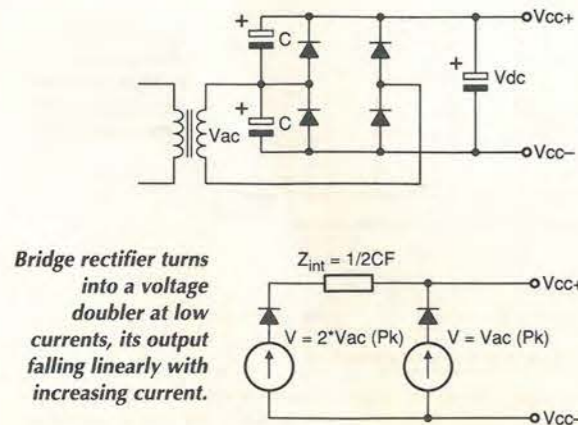 Vcc+
+
C
+
Vdc
Vac
+
C
Vcc–
Bridge rectifier turns
into a voltage
doubler at low
currents, its output
falling linearly with
increasing current.
Zint = 1/2CF
Vcc+
V = 2*Vac (Pk)
V = Vac (Pk)
Vcc–